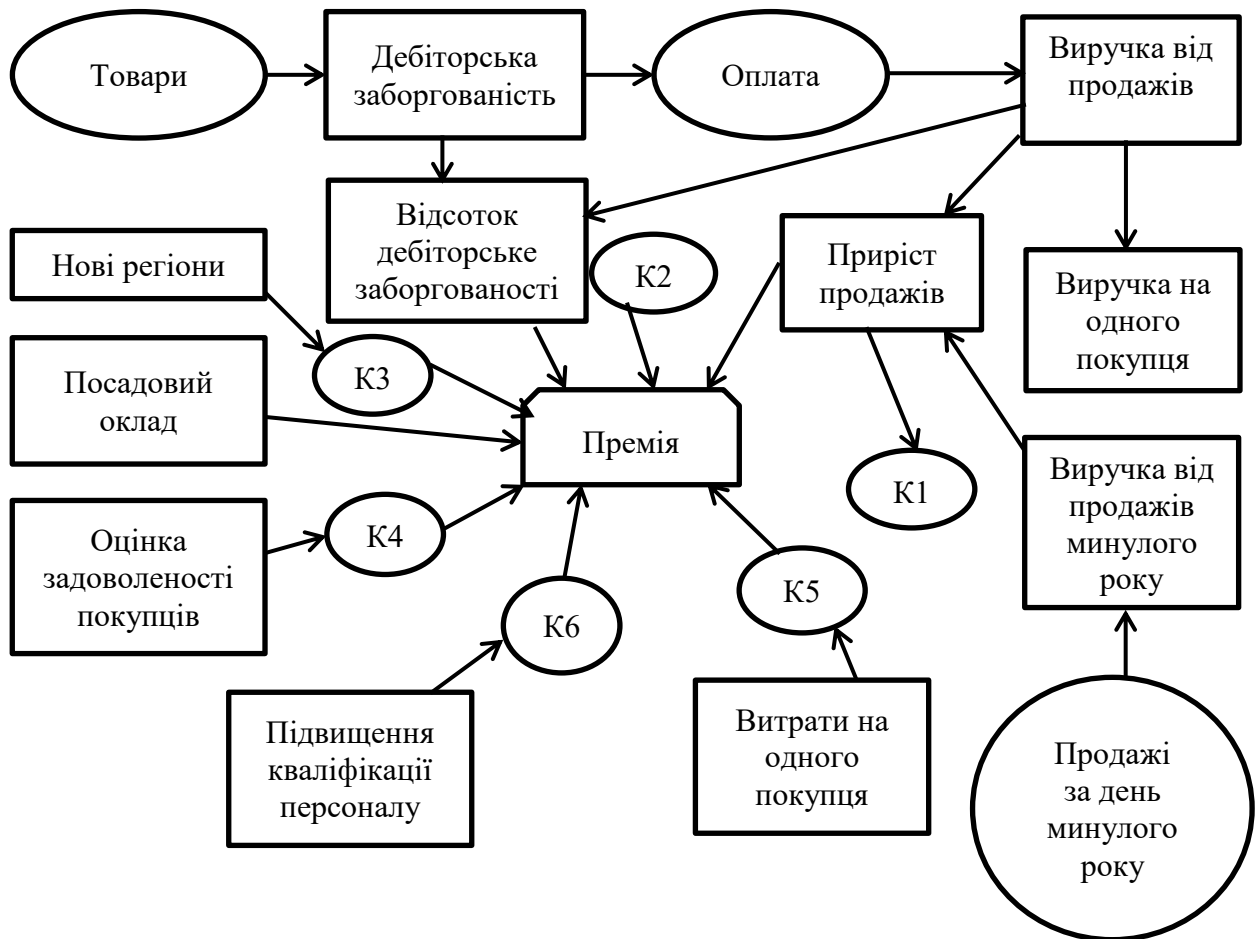 Товари
Дебіторська
заборгованість
Оплата
Виручка від
продажів
Відсоток
дебіторське
заборгованості
К2
Приріст
продажів
Виручка на
одного
покупця
Нові регіони
К3
Посадовий
оклад
Премія
К1
Виручка від
продажів
минулого
року
Оцінка
задоволеності
покупців
К4
К6
К5
Підвищення
кваліфікації
персоналу
Витрати на
одного
покупця
Продажі
за день
минулого
року